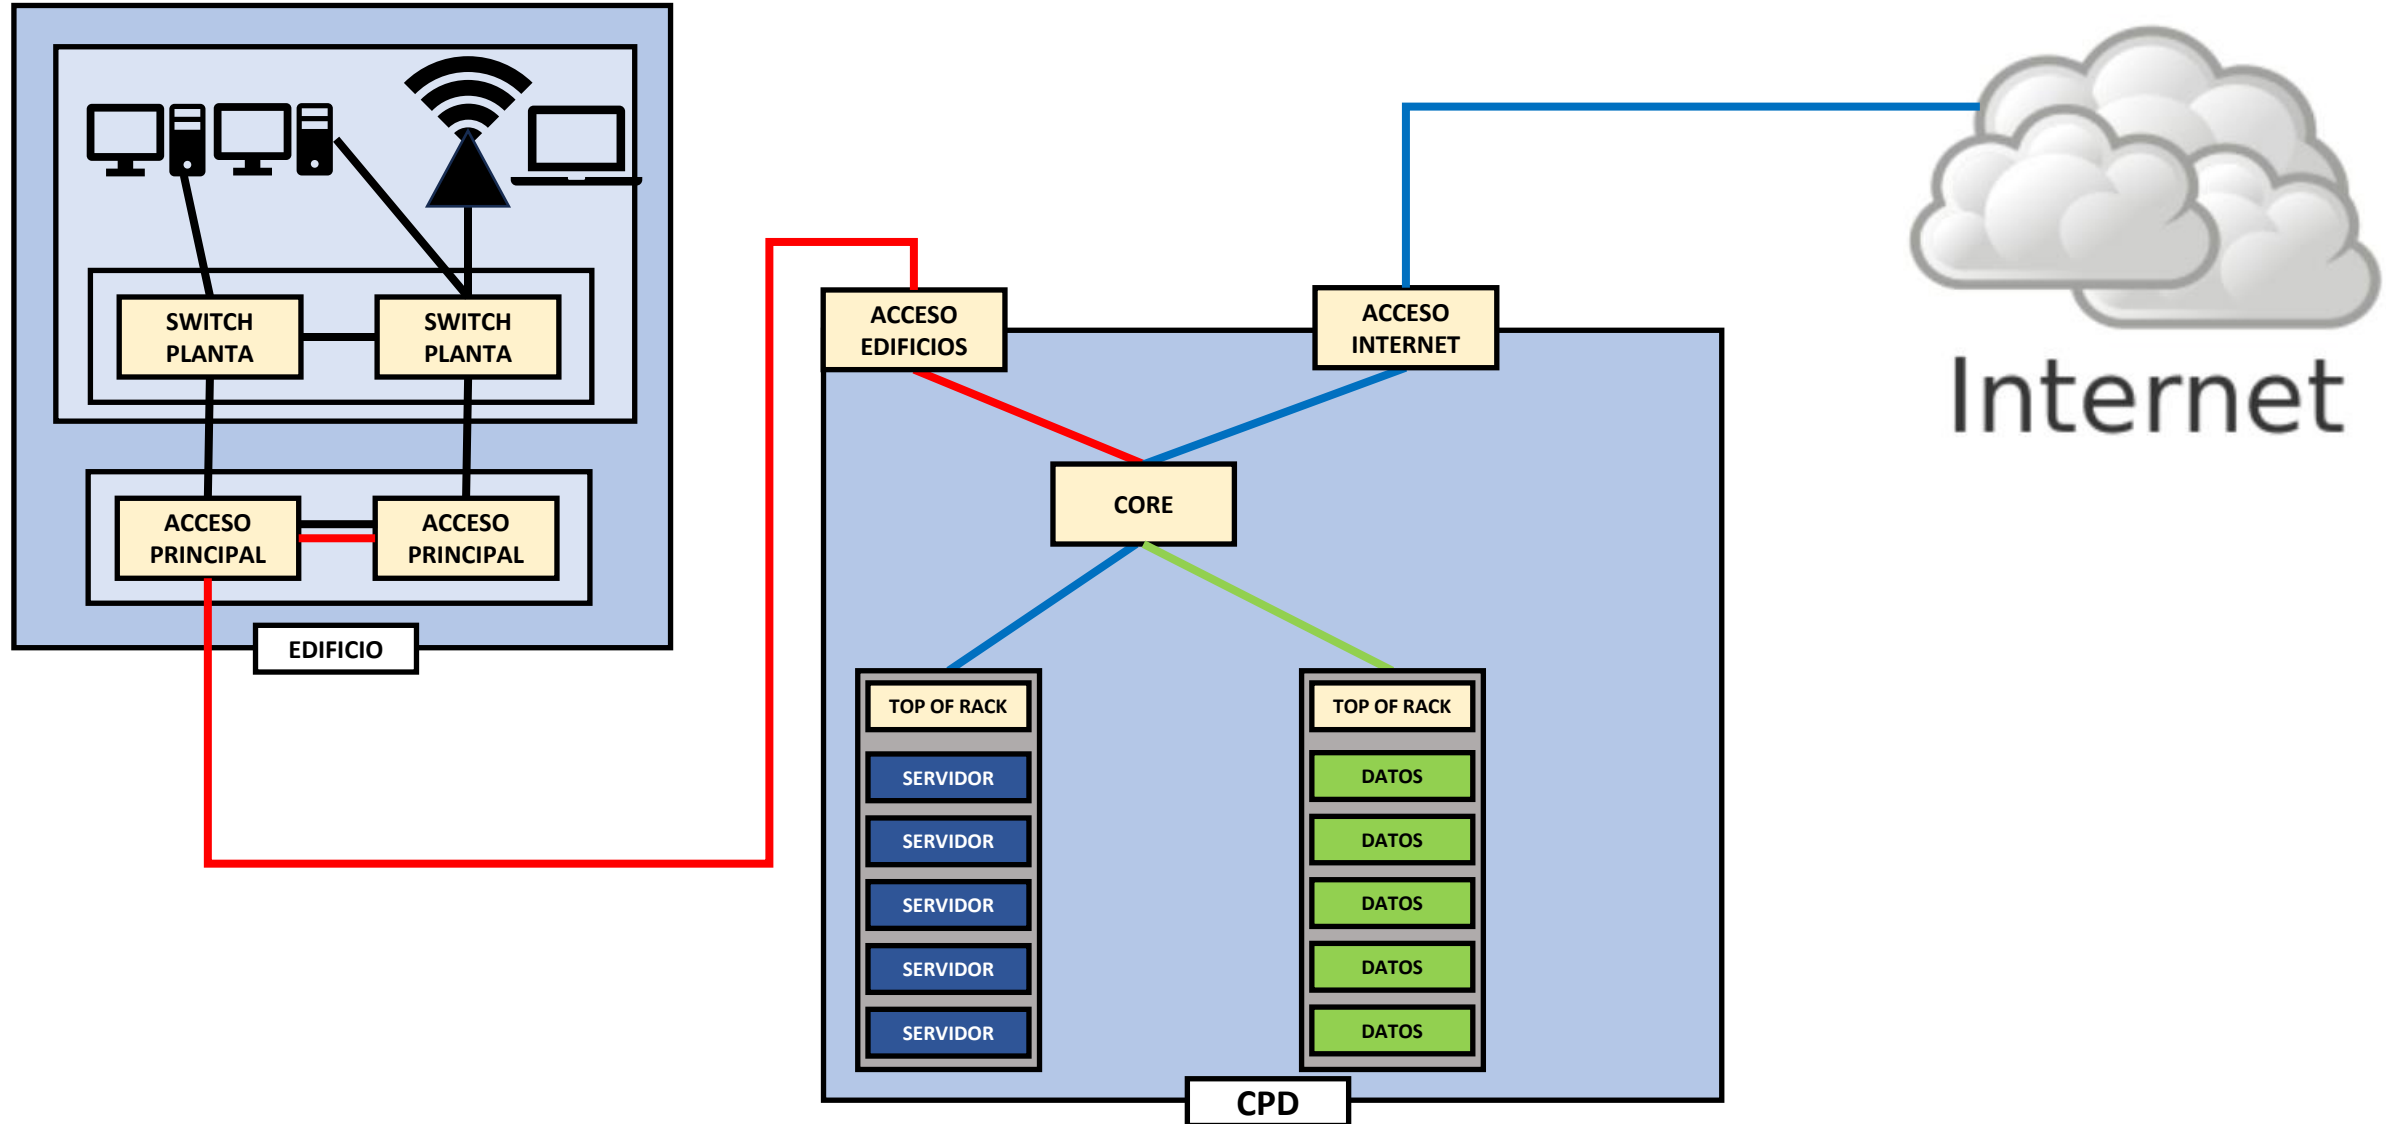 SWITCH
PLANTA
SWITCH
PLANTA
ACCESO
PRINCIPAL
ACCESO
PRINCIPAL
EDIFICIO
ACCESO
EDIFICIOS
ACCESO
INTERNET
CORE
TOP OF RACK
SERVIDOR
SERVIDOR
SERVIDOR
SERVIDOR
SERVIDOR
TOP OF RACK
DATOS
DATOS
DATOS
DATOS
DATOS
CPD
Internet